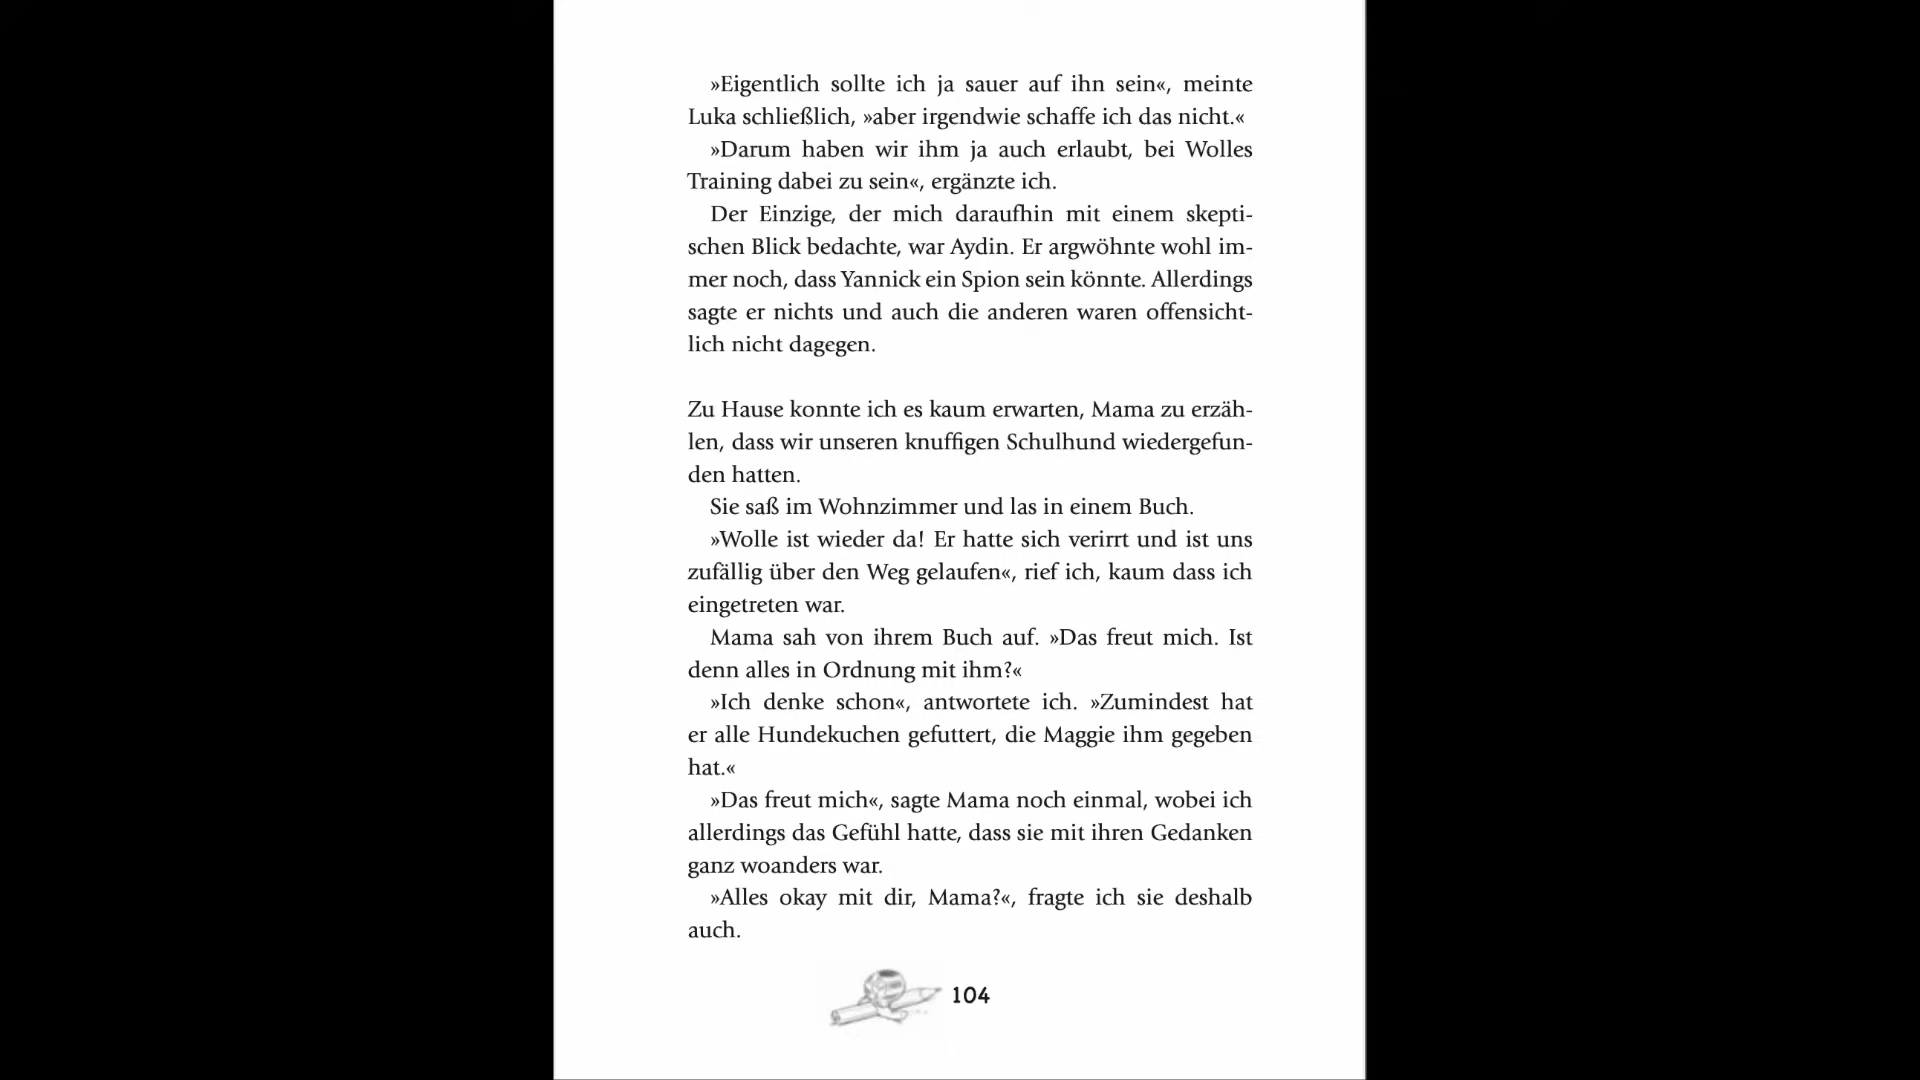 »Eigentlich sollte ich ja sauer auf ihn sein«, meinte
Luka schließlich, »aber irgendwie schaffe ich das nicht.«
»Darum haben wir ihm ja auch erlaubt, bei Wolles
Training dabei zu sein«, ergänzte ich.
Der Einzige, der mich daraufhin mit einem skepti-
schen Blick bedachte, war Aydin. Er argwöhnte wohl im-
mer noch, dass Yannick ein Spion sein könnte. Allerdings
sagte er nichts und auch die anderen waren offensicht-
lich nicht dagegen.
Zu Hause konnte ich es kaum erwarten, Mama zu erzäh-
len, dass wir unseren knuffigen Schulhund wiedergefun-
den hatten.
Sie saß im Wohnzimmer und las in einem Buch.
»Wolle ist wieder da! Er hatte sich verirrt und ist uns
zufällig über den Weg gelaufen«, rief ich, kaum dass ich
eingetreten war.
Mama sah von ihrem Buch auf. »Das freut mich. Ist
denn alles in Ordnung mit ihm?«
»Ich denke schon«, antwortete ich. »Zumindest hat
er alle Hundekuchen gefuttert, die Maggie ihm gegeben
hat.«
»Das freut mich«, sagte Mama noch einmal, wobei ich
allerdings das Gefühl hatte, dass sie mit ihren Gedanken
ganz woanders war.
»Alles okay mit dir, Mama?«, fragte ich sie deshalb
auch.
104